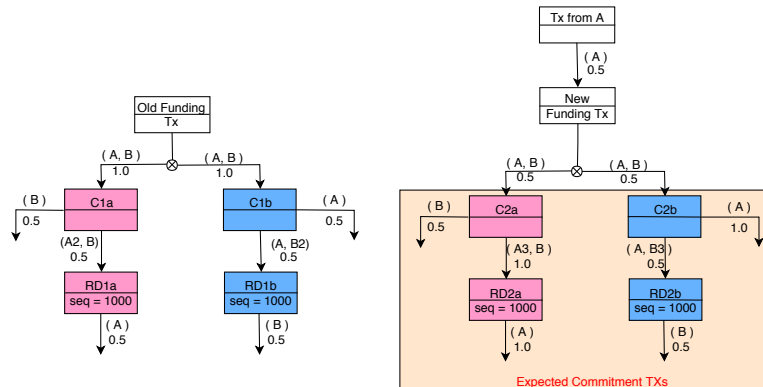 Tx from A
( A )
0.5
Old Funding
Tx
New
Funding Tx
( A, B )
1.0
( A, B )
1.0
( A, B )
0.5
( A, B )
0.5
( B )
0.5
C1a
C1b
( A )
0.5
( B )
0.5
C2a
C2b
( A )
1.0
(A2, B)
0.5
(A, B2)
0.5
(A3, B )
1.0
(A, B3)
0.5
RD1a
seq = 1000
RD1b
seq = 1000
RD2a
seq = 1000
RD2b
seq = 1000
( A )
0.5
( B )
0.5
( A )
1.0
( B )
0.5
Expected Commitment TXs